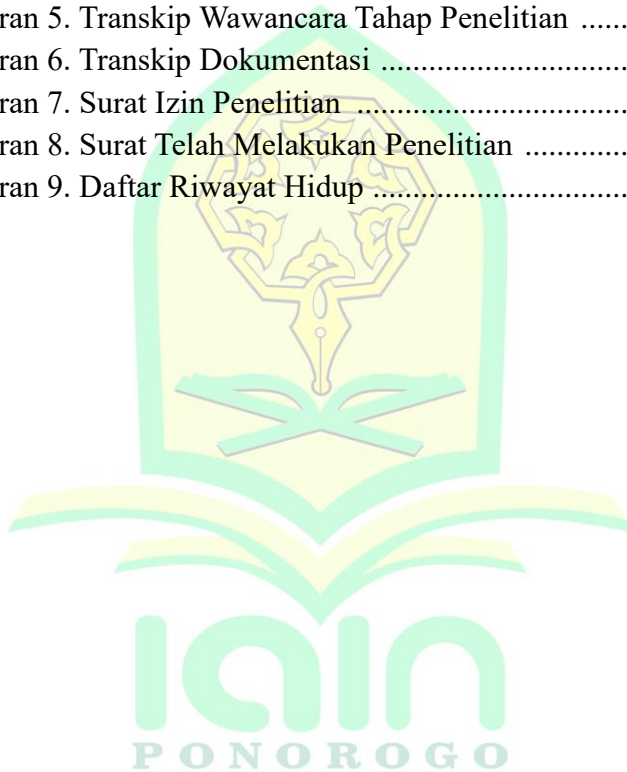 ran 5. Transkip Wawancara Tahap Penelitian ......
ran 6. Transkip Dokumentasi ..............................
ran 7. Surat Izin Penelitian .................................
ran 8. Surat Telah Melakukan Penelitian .............
ran 9. Daftar Riwayat Hidup ...............................
iain
PONOROGO